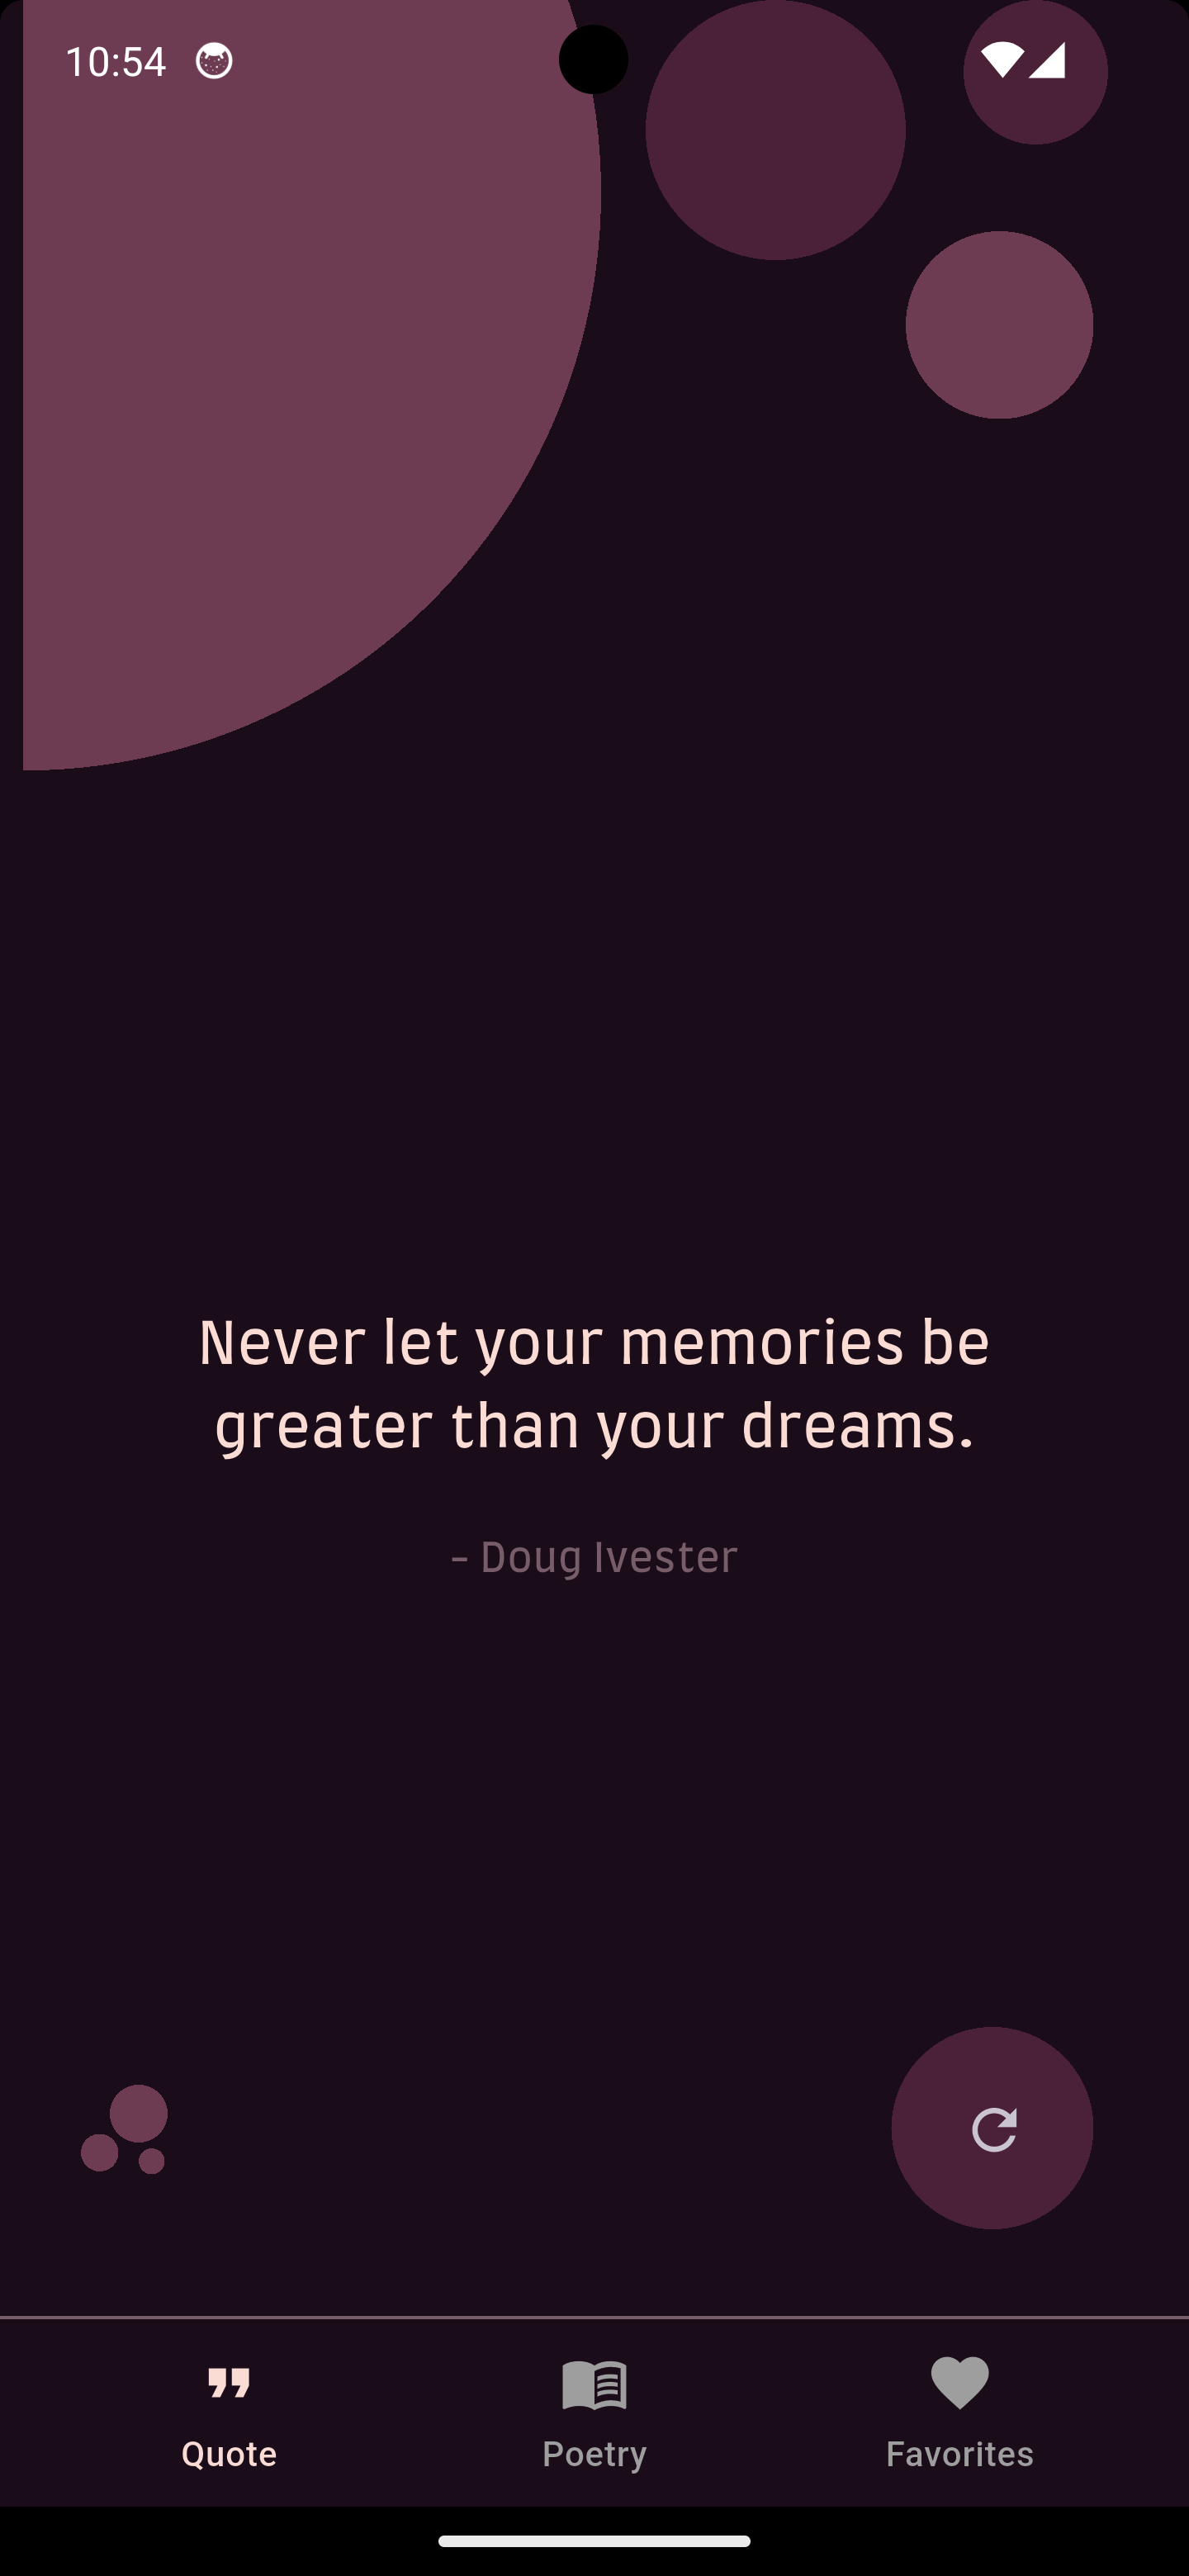 10:54
Never let your memories be
greater than your dreams.
- Doug Ivester
Quote
Poetry
Favorites